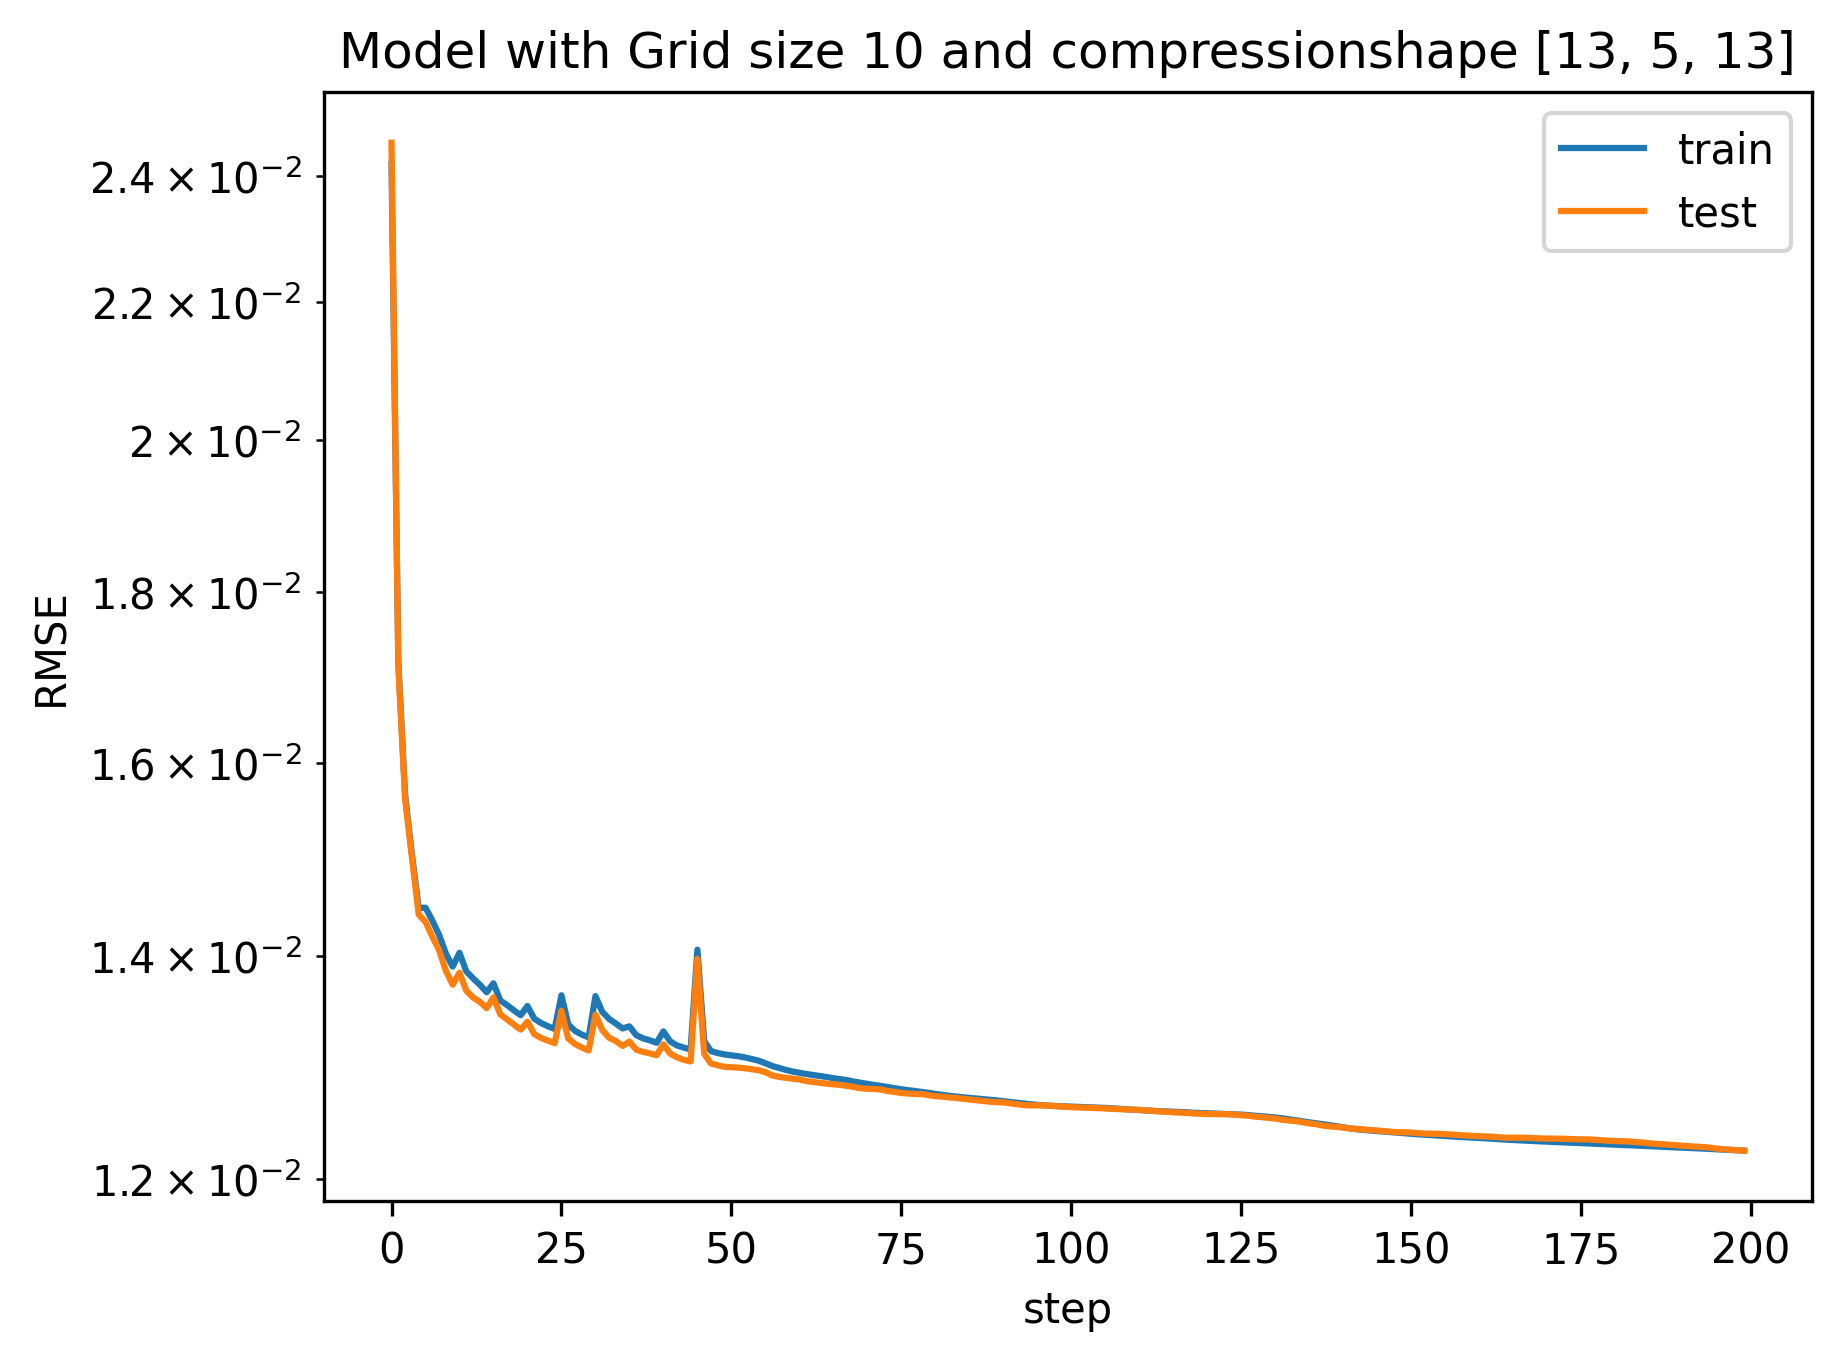 Model with Grid size 10 and compressionshape [13, 5, 13]
train
test
2.4 × 10⁻²
2.2 × 10⁻²
2 × 10⁻²
1.8 × 10⁻²
1.6 × 10⁻²
1.4 × 10⁻²
1.2 × 10⁻²
RMSE
0 25 50 75 100 125 150 175 200
step